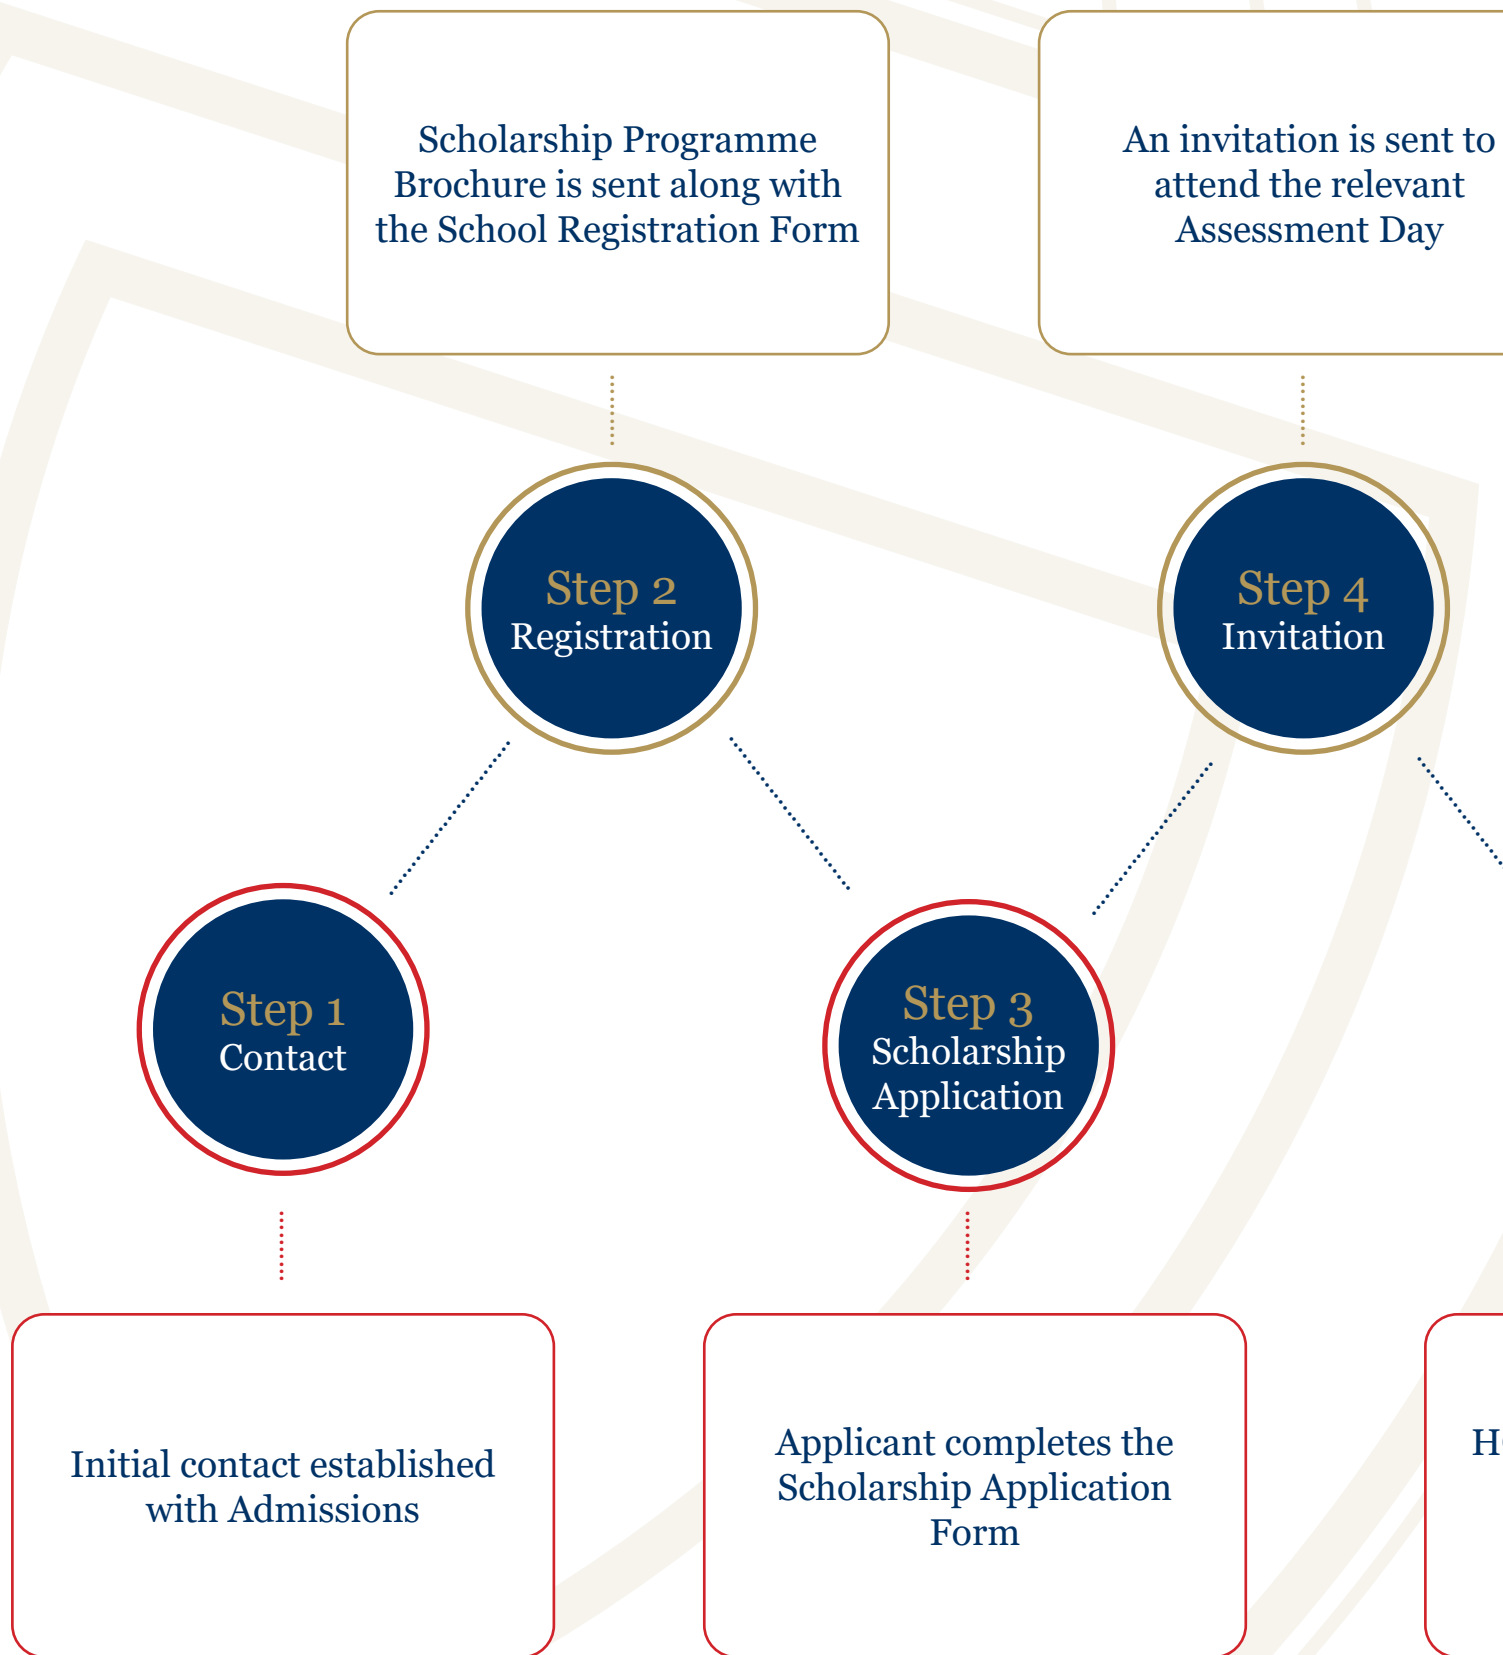 Scholarship Programme
Brochure is sent along with
the School Registration Form
An invitation is sent to
attend the relevant
Assessment Day
Step 2
Registration
Step 4
Invitation
Step 1
Contact
Step 3
Scholarship
Application
Initial contact established
with Admissions
Applicant completes the
Scholarship Application
Form